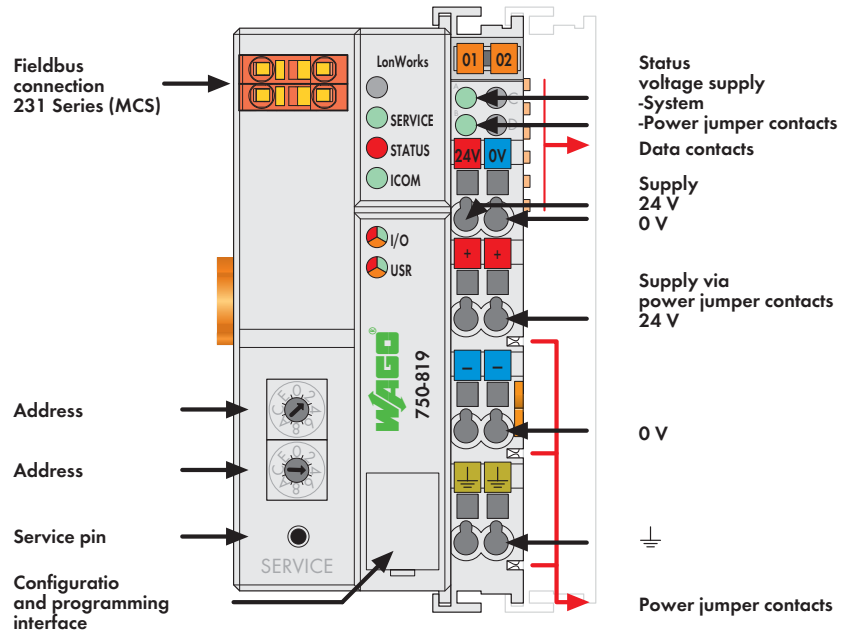 Fieldbus
connection
231 Series (MCS)
Address
Address
Service pin
Configuratio
and programming
interface
LonWorks
SERVICE
STATUS
ICOM
I/O
USR
WAGO®
750-819
SERVICE
01 02
A C
B D
24V 0V
+ +
– –
Status
voltage supply
-System
-Power jumper contacts
Data contacts
Supply
24 V
0 V
Supply via
power jumper contacts
24 V
0 V
Power jumper contacts